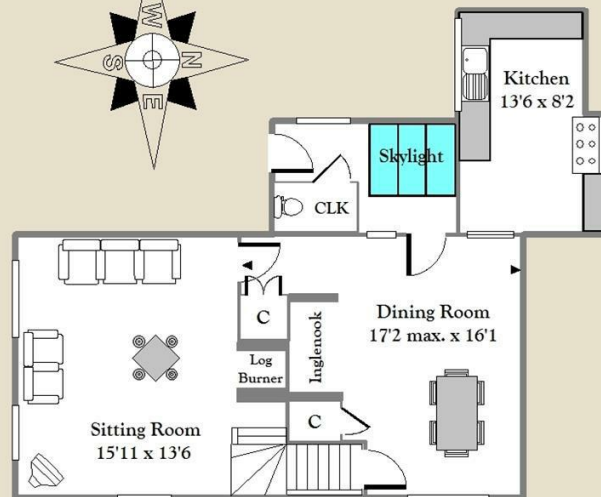 W
S
N
E
Kitchen
13'6 x 8'2
Skylight
CLK
Dining Room
17'2 max. x 16'1
C
Inglenook
Log
Burner
C
Sitting Room
15'11 x 13'6